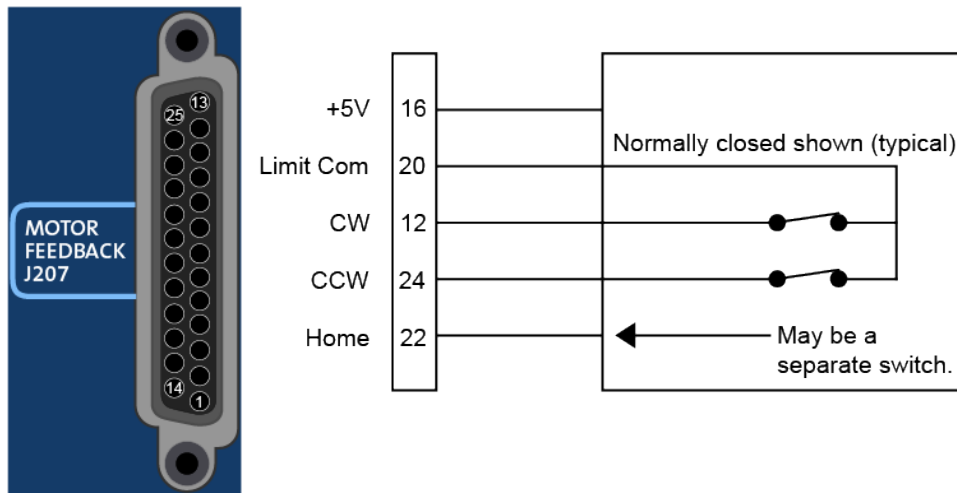 13
25
MOTOR
FEEDBACK
J207
14
1
+5V 16
Limit Com 20
CW 12
CCW 24
Home 22
Normally closed shown (typical)
May be a
separate switch.